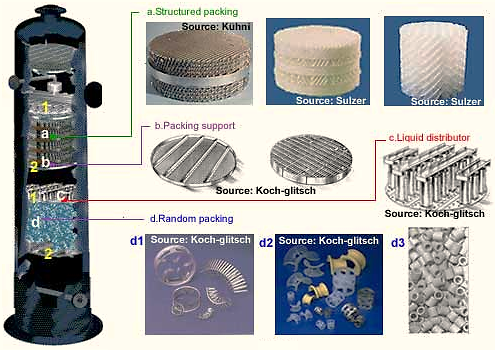 a.Structured packing
Source: Kuhni
Source: Sulzer
Source: Sulzer
b.Packing support
c.Liquid distributor
Source: Koch-glitsch
Source: Koch-glitsch
d.Random packing
d1
Source: Koch-glitsch
d2
Source: Koch-glitsch
d3
1
a
b
2
1
c
d
2